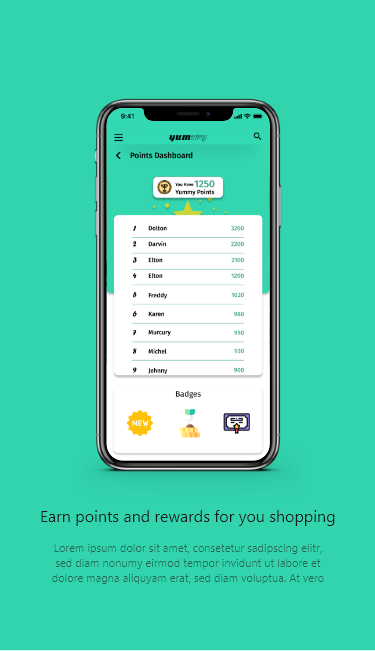 9:41
yummy
Points Dashboard
You Have 1250
Yummy Points
1 Dolton 3200
2 Darvin 2200
3 Elton 2100
4 Elton 1200
5 Freddy 1020
6 Karen 980
7 Murcury 950
8 Michel 930
9 Jehnny 900
Badges
NEW
Earn points and rewards for you shopping
Lorem ipsum dolor sit amet, consetetur sadipscing elitr,
sed diam nonumy eirmod tempor invidunt ut labore et
dolore magna aliquyam erat, sed diam voluptua. At vero